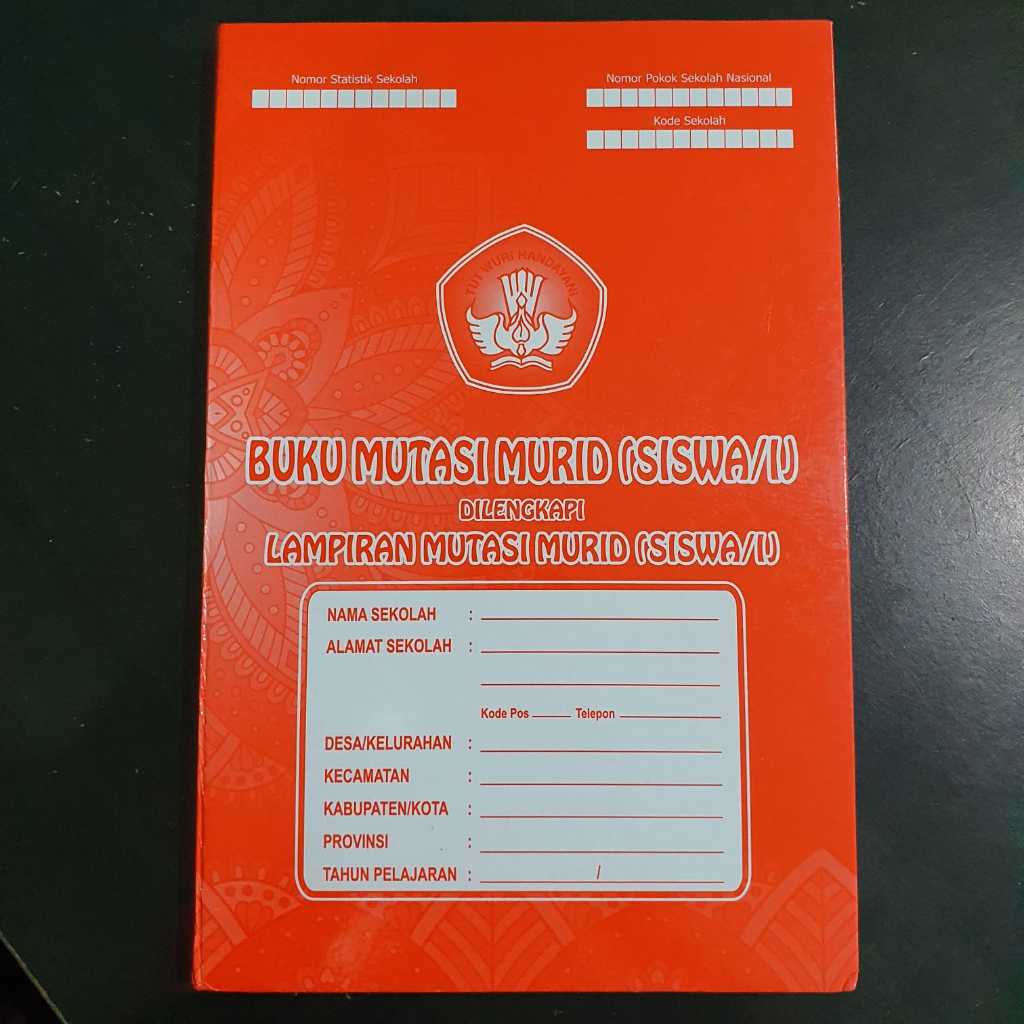 Nomor Statistik Sekolah
Nomor Pokok Sekolah Nasional
Kode Sekolah
TUT WURI HANDAYANI
BUKU MUTASI MURID (SISWA/I)
DILENGKAPI
LAMPIRAN MUTASI MURID (SISWA/I)
NAMA SEKOLAH :
ALAMAT SEKOLAH :
Kode Pos Telepon
DESA/KELURAHAN :
KECAMATAN :
KABUPATEN/KOTA :
PROVINSI :
TAHUN PELAJARAN : /